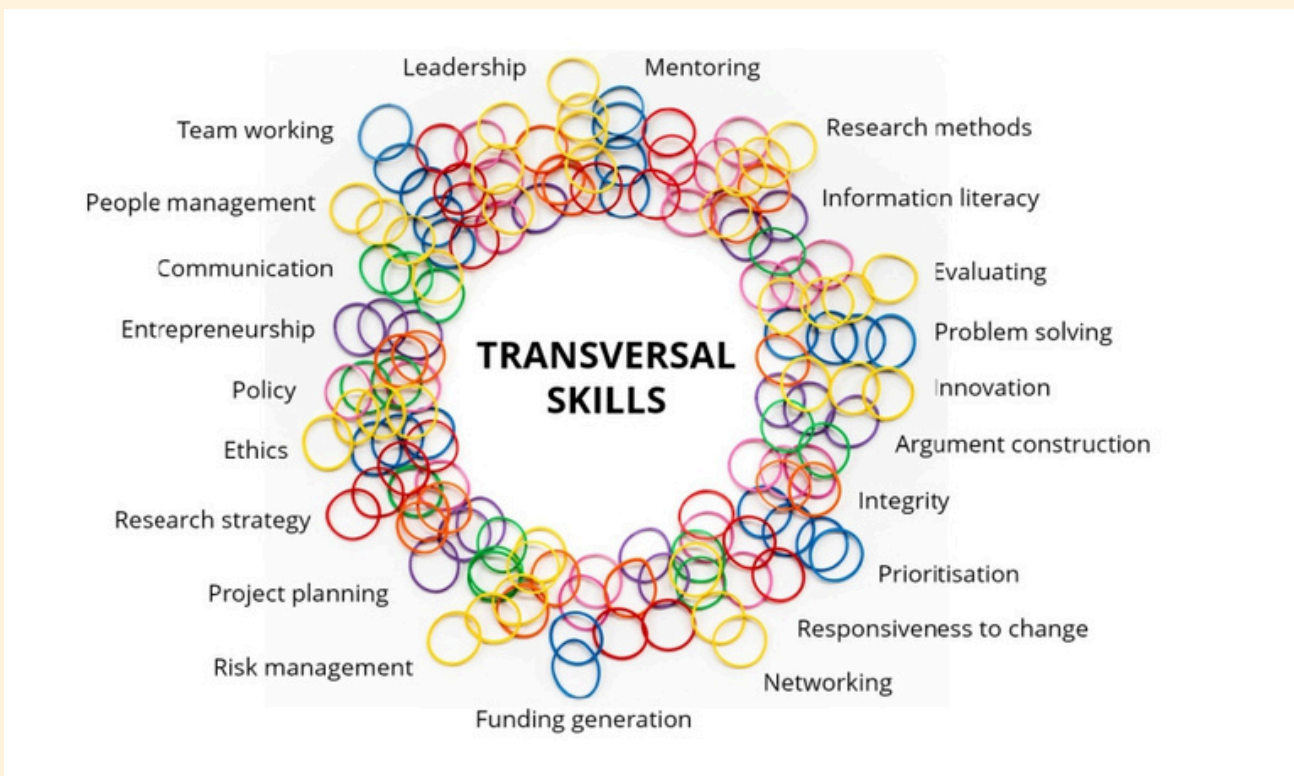 Leadership
Mentoring
Team working
Research methods
People management
Information literacy
Communication
Evaluating
Entrepreneurship
Problem solving
TRANSVERSAL
SKILLS
Policy
Innovation
Ethics
Argument construction
Research strategy
Integrity
Project planning
Prioritisation
Risk management
Responsiveness to change
Networking
Funding generation